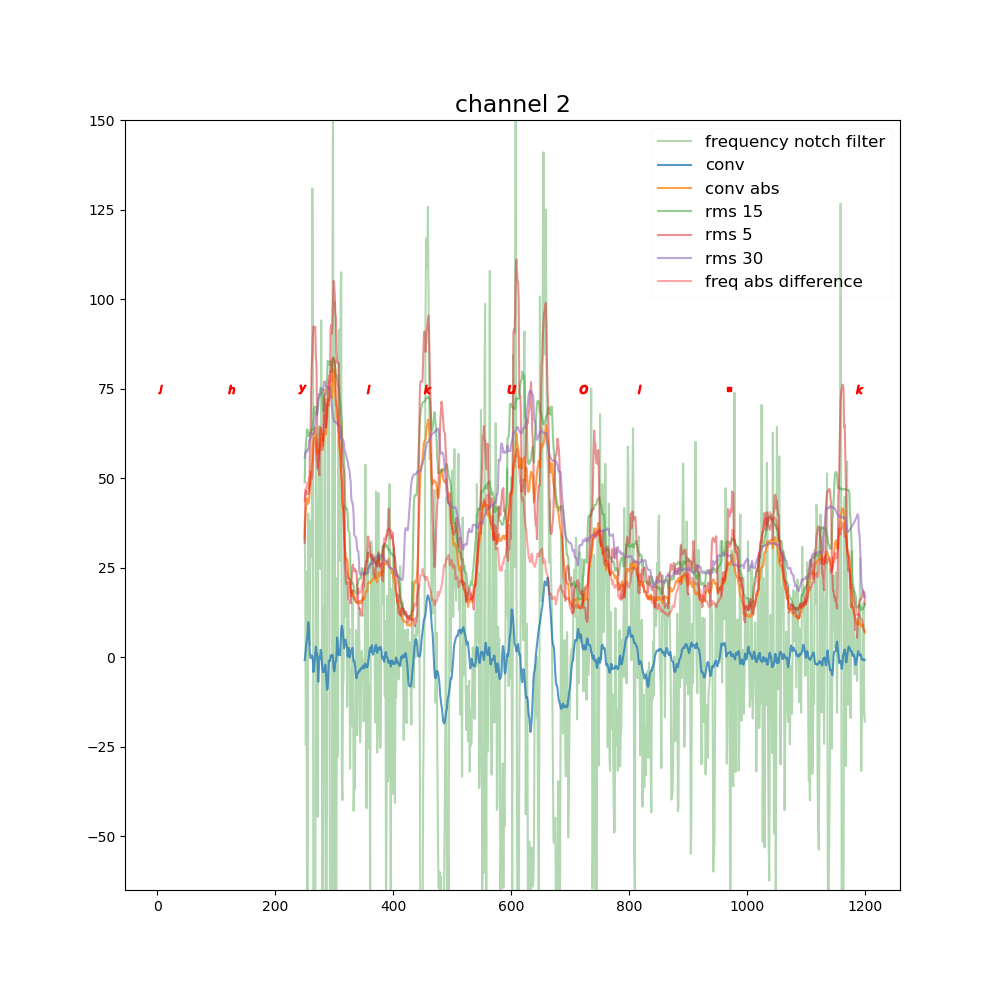 channel 2
150
125
100
75
50
25
0
−25
−50
frequency notch filter
conv
conv abs
rms 15
rms 5
rms 30
freq abs difference
j h y l k u o l . k
0 200 400 600 800 1000 1200